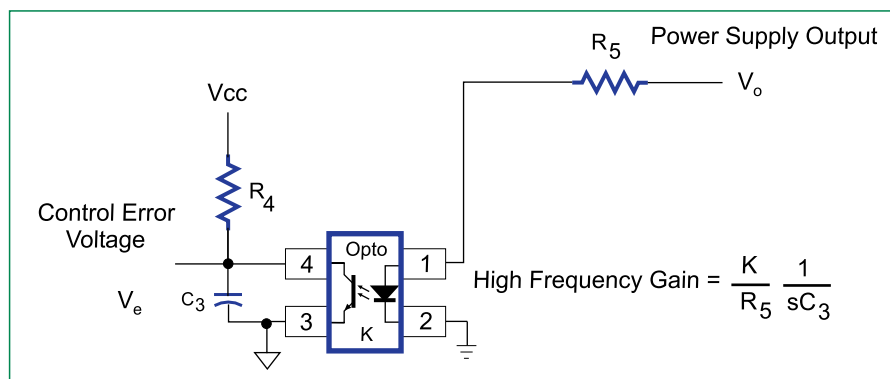 Power Supply Output
R5
Vo
Vcc
R4
Control Error
Voltage
Ve
C3
Opto
4
1
3
2
K
High Frequency Gain = K/R5 1/sC3